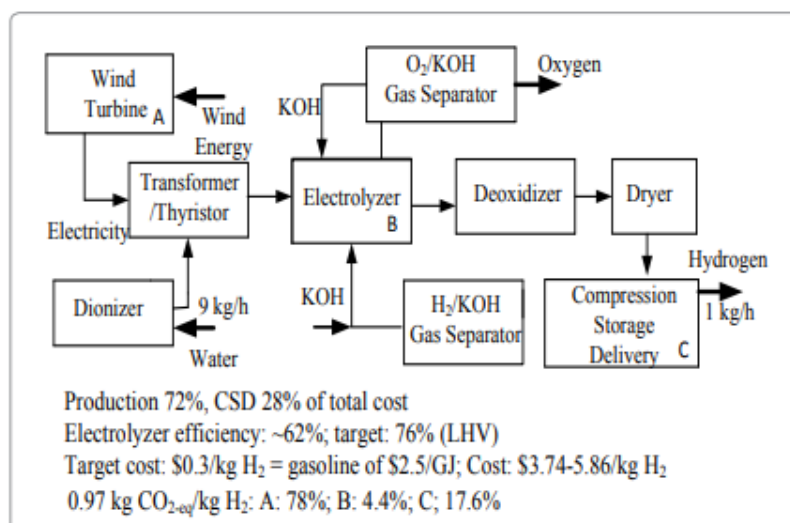 Wind
Turbine A
Wind
Energy
O₂/KOH
Gas Separator
Oxygen
KOH
Transformer
/Thyristor
Electrolyzer
B
Deoxidizer
Dryer
Electricity
Dionizer
9 kg/h
Water
KOH
H₂/KOH
Gas Separator
Compression
Storage
Delivery C
Hydrogen
1 kg/h
Production 72%, CSD 28% of total cost
Electrolyzer efficiency: ~62%; target: 76% (LHV)
Target cost: $0.3/kg H₂ = gasoline of $2.5/GJ; Cost: $3.74-5.86/kg H₂
0.97 kg CO₂₋eq/kg H₂: A: 78%; B: 4.4%; C; 17.6%